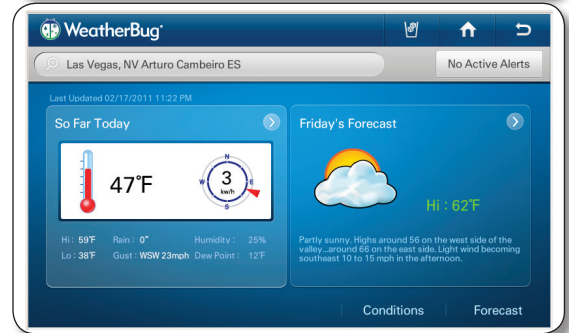 WeatherBug
Las Vegas, NV Arturo Cambeiro ES
No Active Alerts
Last Updated 02/17/2011 11:22 PM
So Far Today
47°F
N
W
E
S
3
kw/h
Hi: 59°F Rain: 0" Humidity: 25%
Lo: 38°F Gust: WSW 23mph Dew Point: 12°F
Friday's Forecast
Hi: 62°F
Partly sunny. Highs around 56 on the west side of the
valley...around 66 on the east side. Light wind becoming
southeast 10 to 15 mph in the afternoon.
Conditions
Forecast